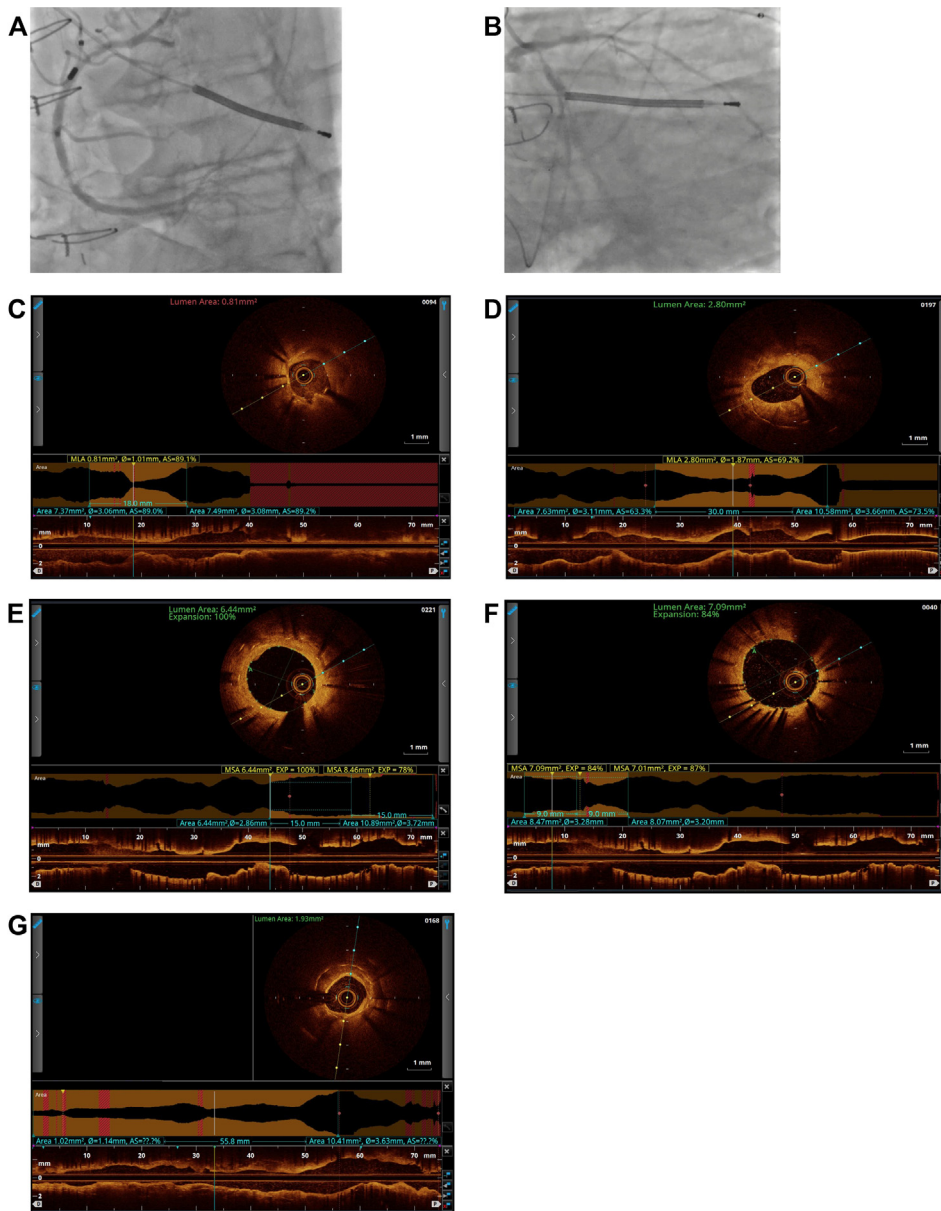 A
B
C
Lumen Area: 0.81mm²
0094
1 mm
MLA 0.81mm², Ø=1.01mm, AS=89.1%
Area
18.0 mm
Area 7.37mm², Ø=3.06mm, AS=89.0%
Area 7.49mm², Ø=3.08mm, AS=89.2%
mm 10 20 30 40 50 60 70 mm
0
2
D
P
D
Lumen Area: 2.80mm²
0197
1 mm
MLA 2.80mm², Ø=1.87mm, AS=69.2%
Area
Area 7.63mm², Ø=3.11mm, AS=63.3%
30.0 mm
Area 10.58mm², Ø=3.66mm, AS=73.5%
mm 10 20 30 40 50 60 70 mm
0
2
D
P
E
Lumen Area: 6.44mm²
Expansion: 100%
0221
1 mm
MSA 6.44mm², EXP = 100%
MSA 8.46mm², EXP = 78%
Area
15.0 mm
Area 6.44mm²,Ø=2.86mm
15.0 mm
Area 10.89mm²,Ø=3.72mm
mm 10 20 30 40 50 60 70 mm
0
2
D
P
F
Lumen Area: 7.09mm²
Expansion: 84%
0040
1 mm
MSA 7.09mm², EXP = 84%
MSA 7.01mm², EXP = 87%
Area
9.0 mm
9.0 mm
Area 8.47mm²,Ø=3.28mm
Area 8.07mm²,Ø=3.20mm
mm 10 20 30 40 50 60 70 mm
0
2
D
P
G
Lumen Area: 1.93mm²
0168
1 mm
Area
Area 1.02mm², Ø=1.14mm, AS=??.?%
55.8 mm
Area 10.41mm², Ø=3.63mm, AS=??.?%
mm 10 20 30 40 50 60 70 mm
0
2
D
P